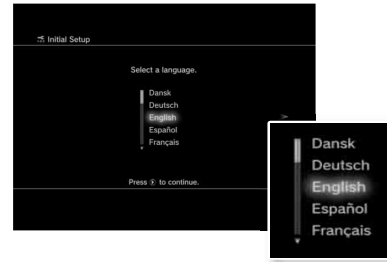 Initial Setup
Select a language.
Dansk
Deutsch
English
Español
Français
Press ⓧ to continue.
Dansk
Deutsch
English
Español
Français